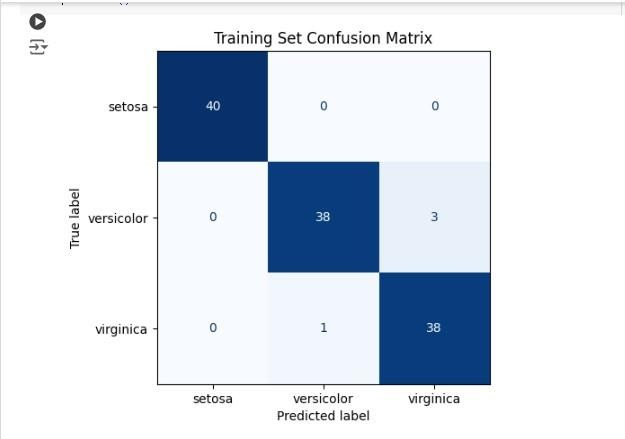 Training Set Confusion Matrix
setosa 40 0 0
versicolor 0 38 3
virginica 0 1 38
True label
setosa versicolor virginica
Predicted label